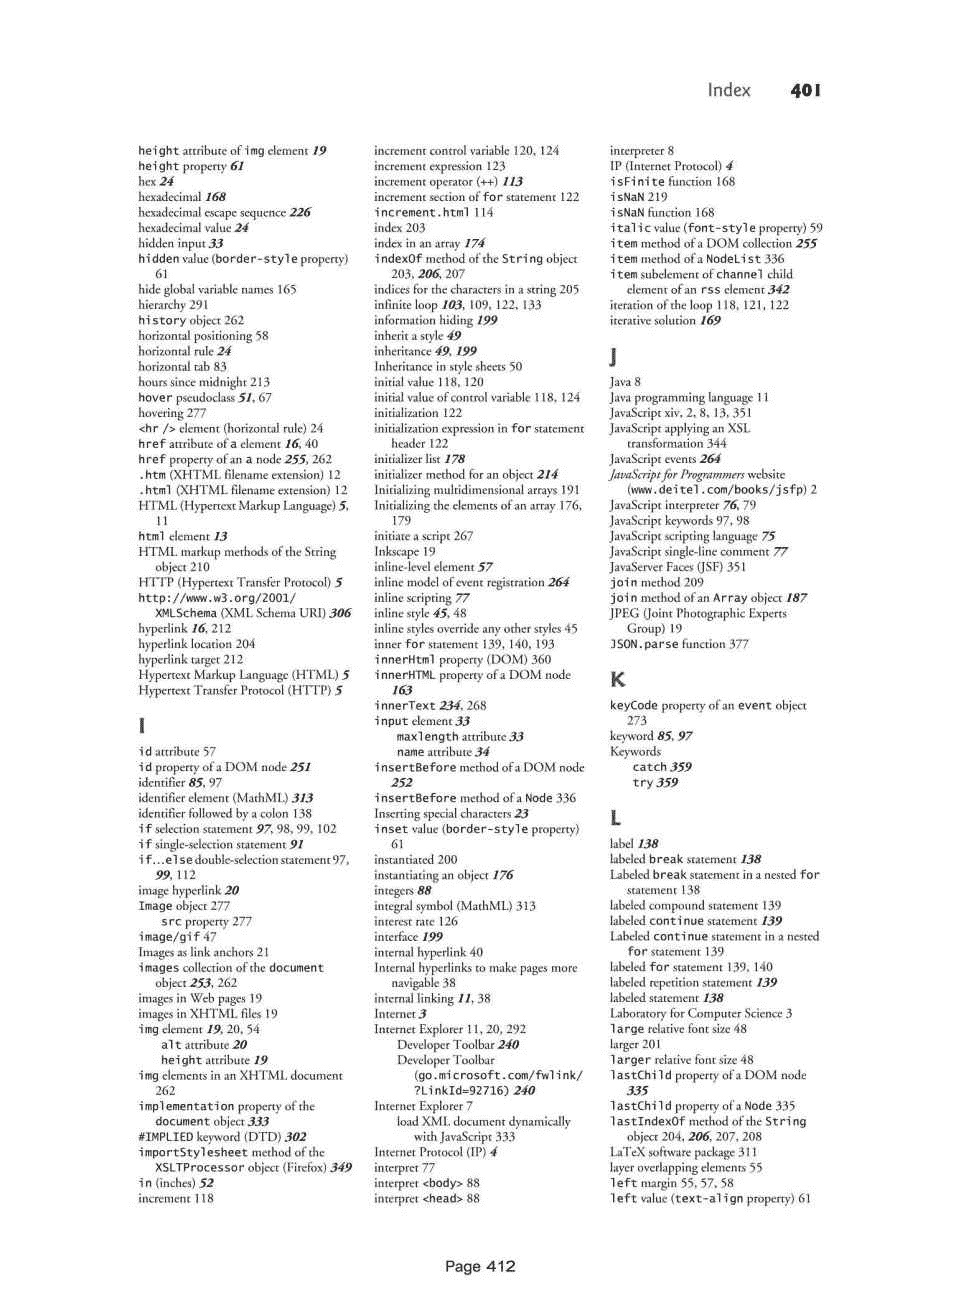 Index 401
height attribute of img element 19
height property 61
hex 24
hexadecimal 168
hexadecimal escape sequence 226
hexadecimal value 24
hidden input 33
hidden value (border-style property)
61
hide global variable names 165
hierarchy 291
history object 262
horizontal positioning 58
horizontal rule 24
horizontal tab 83
hours since midnight 213
hover pseudoclass 51, 67
hovering 277
<hr /> element (horizontal rule) 24
href attribute of a element 16, 40
href property of an a node 255, 262
.htm (XHTML filename extension) 12
.html (XHTML filename extension) 12
HTML (Hypertext Markup Language) 5,
11
html element 13
HTML markup methods of the String
object 210
HTTP (Hypertext Transfer Protocol) 5
http://www.w3.org/2001/
XMLSchema (XML Schema URI) 306
hyperlink 16, 212
hyperlink location 204
hyperlink target 212
Hypertext Markup Language (HTML) 5
Hypertext Transfer Protocol (HTTP) 5
I
id attribute 57
id property of a DOM node 251
identifier 85, 97
identifier element (MathML) 313
identifier followed by a colon 138
if selection statement 97, 98, 99, 102
if single-selection statement 91
if...else double-selection statement 97,
99, 112
image hyperlink 20
Image object 277
src property 277
image/gif 47
Images as link anchors 21
images collection of the document
object 253, 262
images in Web pages 19
images in XHTML files 19
img element 19, 20, 54
alt attribute 20
height attribute 19
img elements in an XHTML document
262
implementation property of the
document object 333
#IMPLIED keyword (DTD) 302
importStylesheet method of the
XSLTProcessor object (Firefox) 349
in (inches) 52
increment 118
increment control variable 120, 124
increment expression 123
increment operator (++) 113
increment section of for statement 122
increment.html 114
index 203
index in an array 174
indexOf method of the String object
203, 206, 207
indices for the characters in a string 205
infinite loop 103, 109, 122, 133
information hiding 199
inherit a style 49
inheritance 49, 199
Inheritance in style sheets 50
initial value 118, 120
initial value of control variable 118, 124
initialization 122
initialization expression in for statement
header 122
initializer list 178
initializer method for an object 214
Initializing multidimensional arrays 191
Initializing the elements of an array 176,
179
initiate a script 267
Inkscape 19
inline-level element 57
inline model of event registration 264
inline scripting 77
inline style 45, 48
inline styles override any other styles 45
inner for statement 139, 140, 193
innerHtml property (DOM) 360
innerHTML property of a DOM node
163
innerText 234, 268
input element 33
maxlength attribute 33
name attribute 34
insertBefore method of a DOM node
252
insertBefore method of a Node 336
Inserting special characters 23
inset value (border-style property)
61
instantiated 200
instantiating an object 176
integers 88
integral symbol (MathML) 313
interest rate 126
interface 199
internal hyperlink 40
Internal hyperlinks to make pages more
navigable 38
internal linking 11, 38
Internet 3
Internet Explorer 11, 20, 292
Developer Toolbar 240
Developer Toolbar
(go.microsoft.com/fwlink/
?LinkId=92716) 240
Internet Explorer 7
load XML document dynamically
with JavaScript 333
Internet Protocol (IP) 4
interpret 77
interpret <body> 88
interpret <head> 88
interpreter 8
IP (Internet Protocol) 4
isFinite function 168
isNaN 219
isNaN function 168
italic value (font-style property) 59
item method of a DOM collection 255
item method of a NodeList 336
item subelement of channel child
element of an rss element 342
iteration of the loop 118, 121, 122
iterative solution 169
J
Java 8
Java programming language 11
JavaScript xiv, 2, 8, 13, 351
JavaScript applying an XSL
transformation 344
JavaScript events 264
JavaScript for Programmers website
(www.deitel.com/books/jsfp) 2
JavaScript interpreter 76, 79
JavaScript keywords 97, 98
JavaScript scripting language 75
JavaScript single-line comment 77
JavaServer Faces (JSF) 351
join method 209
join method of an Array object 187
JPEG (Joint Photographic Experts
Group) 19
JSON.parse function 377
K
keyCode property of an event object
273
keyword 85, 97
Keywords
catch 359
try 359
L
label 138
labeled break statement 138
Labeled break statement in a nested for
statement 138
labeled compound statement 139
labeled continue statement 139
Labeled continue statement in a nested
for statement 139
labeled for statement 139, 140
labeled repetition statement 139
labeled statement 138
Laboratory for Computer Science 3
large relative font size 48
larger 201
larger relative font size 48
lastChild property of a DOM node
335
lastChild property of a Node 335
lastIndexOf method of the String
object 204, 206, 207, 208
LaTeX software package 311
layer overlapping elements 55
left margin 55, 57, 58
left value (text-align property) 61
Page 412